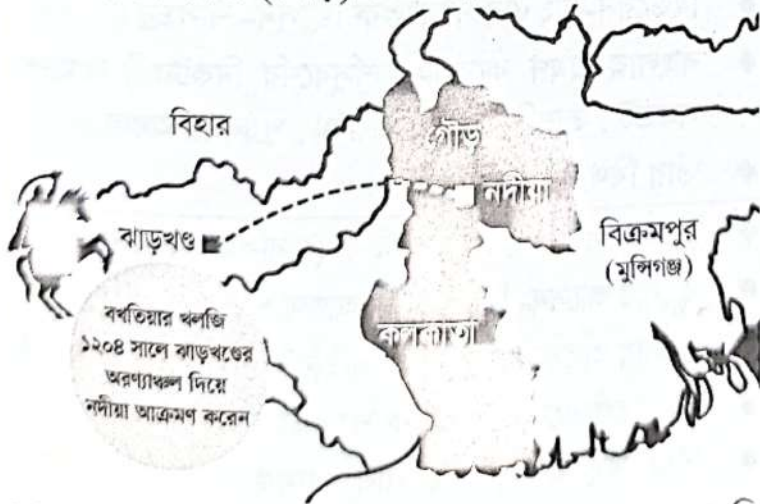 বিহার
গৌড়
নদীয়া
ঝাড়খণ্ড
বিক্রমপুর
(মুন্সিগঞ্জ)
কলকাতা
বখতিয়ার খলজি
১২০৪ সালে ঝাড়খণ্ডের
অরণ্যাঞ্চল দিয়ে
নদীয়া আক্রমণ করেন